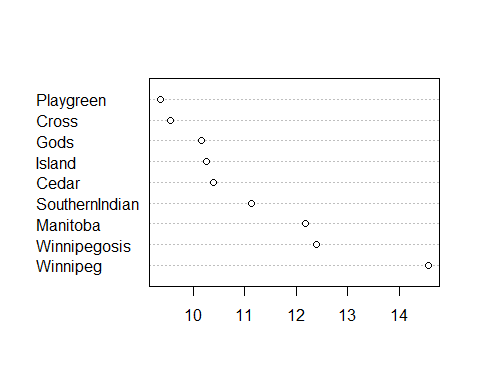 Playgreen
Cross
Gods
Island
Cedar
SouthernIndian
Manitoba
Winnipegosis
Winnipeg
10 11 12 13 14